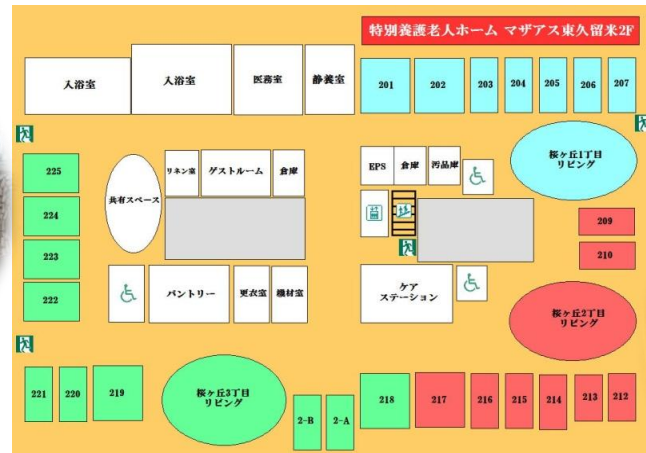 特別養護老人ホーム マザアス東久留米2F
入浴室
入浴室
医務室
静養室
201
202
203
204
205
206
207
桜ヶ丘1丁目
リビング
225
224
223
222
共有スペース
リネン室
ゲストルーム
倉庫
EPS
倉庫
汚品庫
209
210
パントリー
更衣室
機材室
ケア
ステーション
桜ヶ丘2丁目
リビング
221
220
219
桜ヶ丘3丁目
リビング
2-B
2-A
218
217
216
215
214
213
212